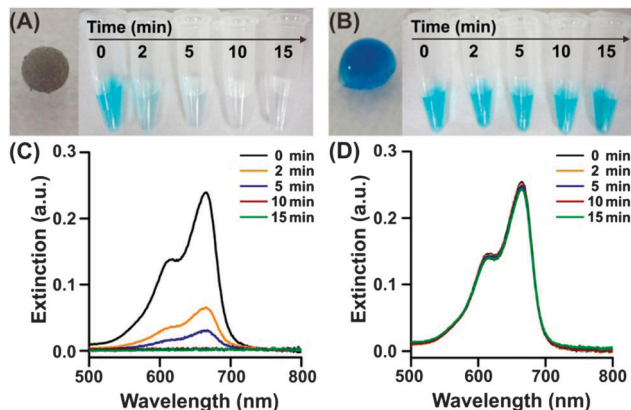 (A)
Time (min)
0 2 5 10 15
(B)
Time (min)
0 2 5 10 15
(C)
0.3
0.2
0.1
0.0
Extinction (a.u.)
0 min
2 min
5 min
10 min
15 min
500 600 700 800
Wavelength (nm)
(D)
0.3
0.2
0.1
0.0
Extinction (a.u.)
0 min
2 min
5 min
10 min
15 min
500 600 700 800
Wavelength (nm)